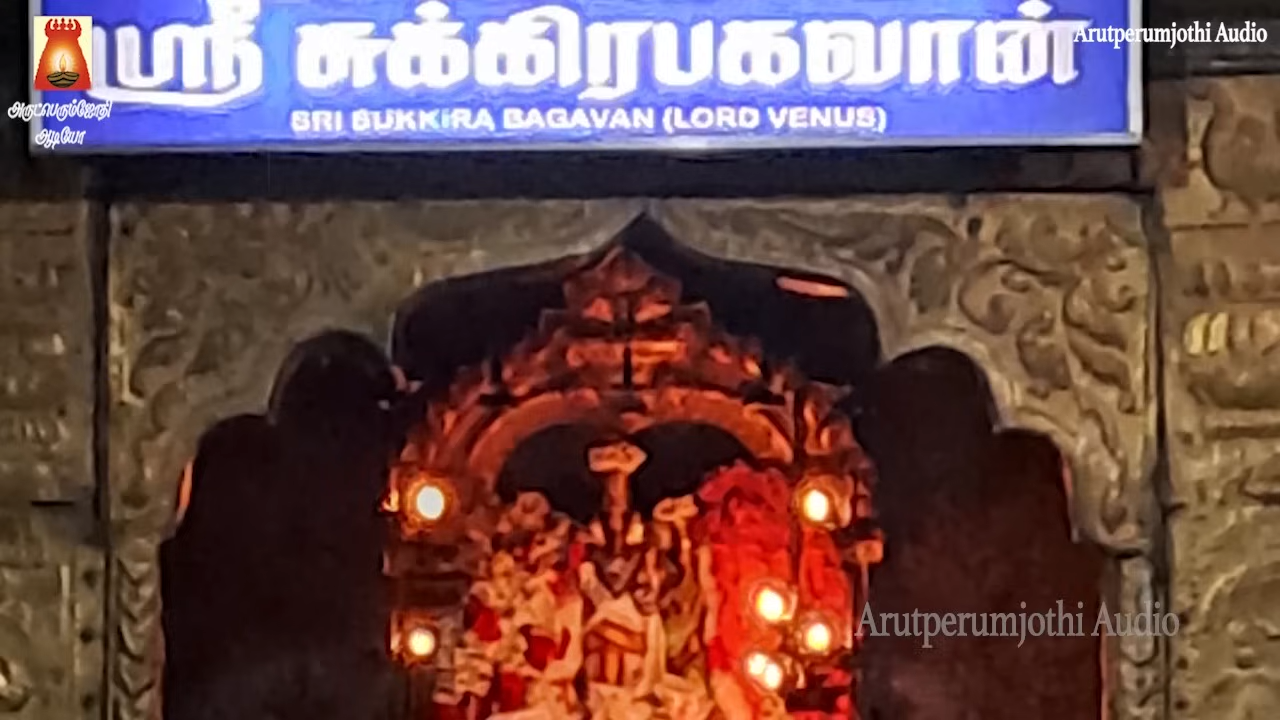 ஸ்ரீ சுக்கிரபகவான்
SRI SUKKIRA BAGAVAN (LORD VENUS)
Arutperumjothi Audio
அருட்பெரும்ஜோதி
ஆடியோ
Arutperumjothi Audio